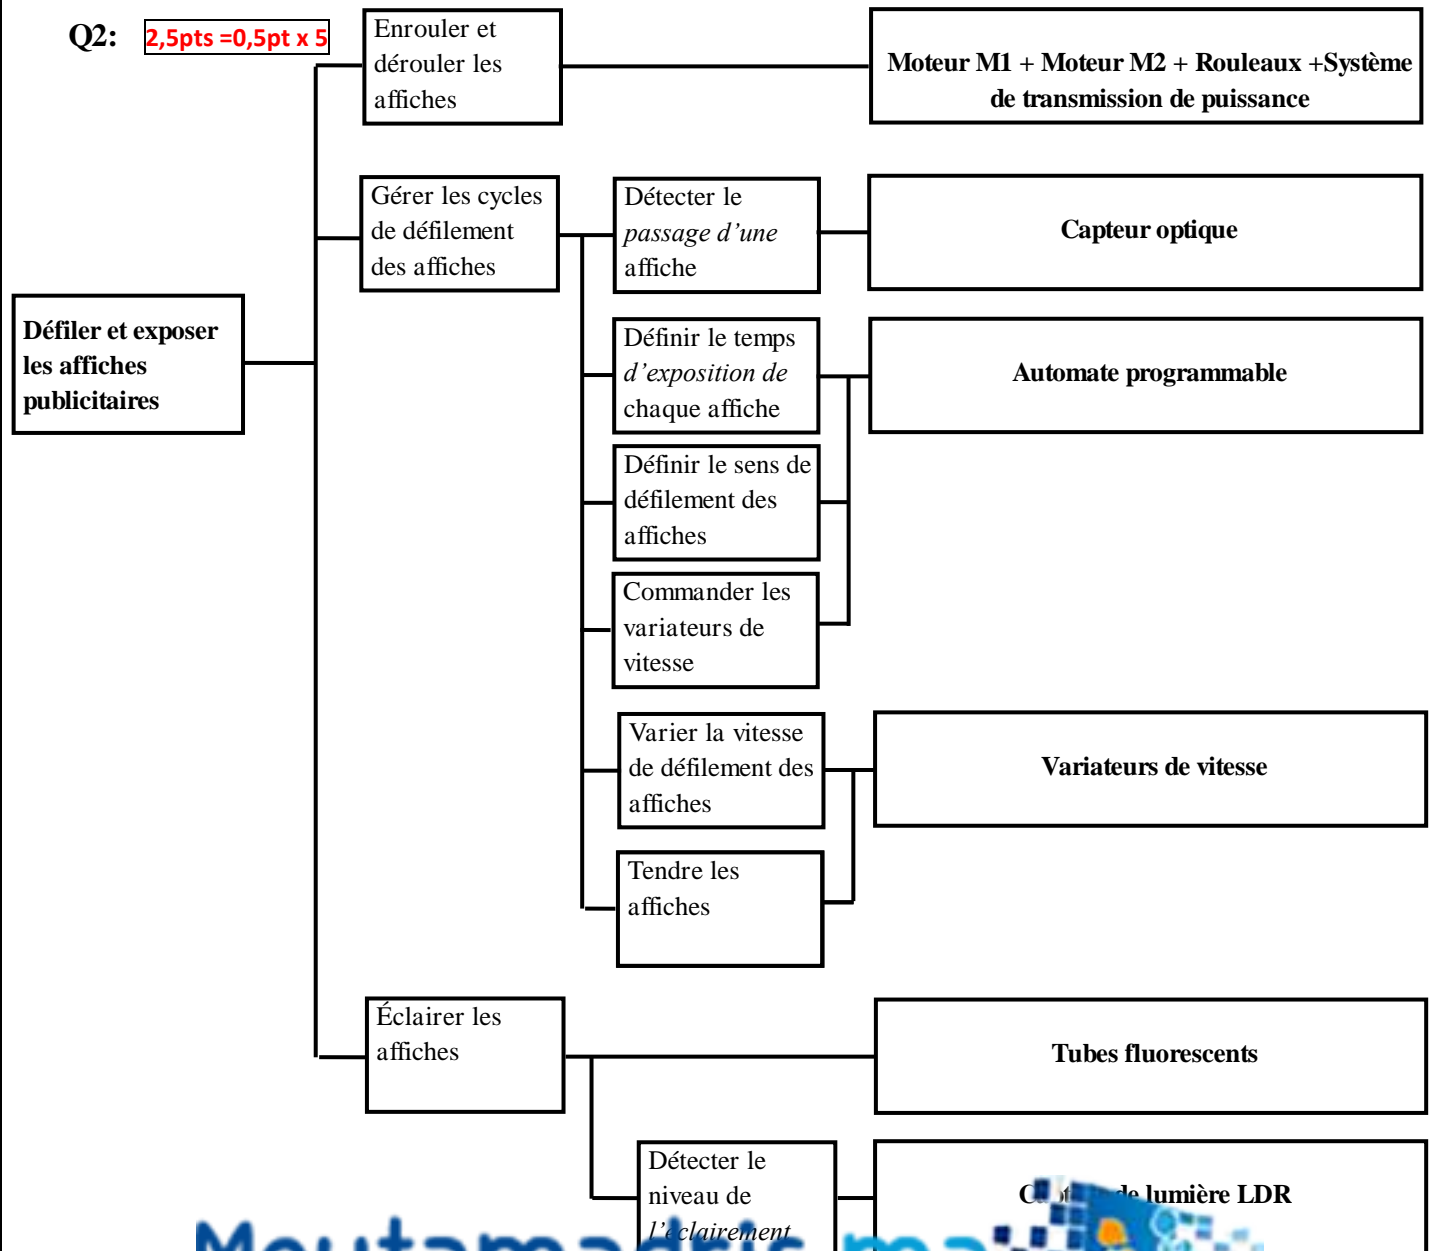 Q2: 2,5pts =0,5pt x 5
Enrouler et
dérouler les
affiches
Moteur M1 + Moteur M2 + Rouleaux +Système
de transmission de puissance
Gérer les cycles
de défilement
des affiches
Détecter le
passage d’une
affiche
Capteur optique
Défiler et exposer
les affiches
publicitaires
Définir le temps
d’exposition de
chaque affiche
Automate programmable
Définir le sens de
défilement des
affiches
Commander les
variateurs de
vitesse
Varier la vitesse
de défilement des
affiches
Variateurs de vitesse
Tendre les
affiches
Éclairer les
affiches
Tubes fluorescents
Détecter le
niveau de
l’éclairement
de lumière LDR
Moutamadris.ma